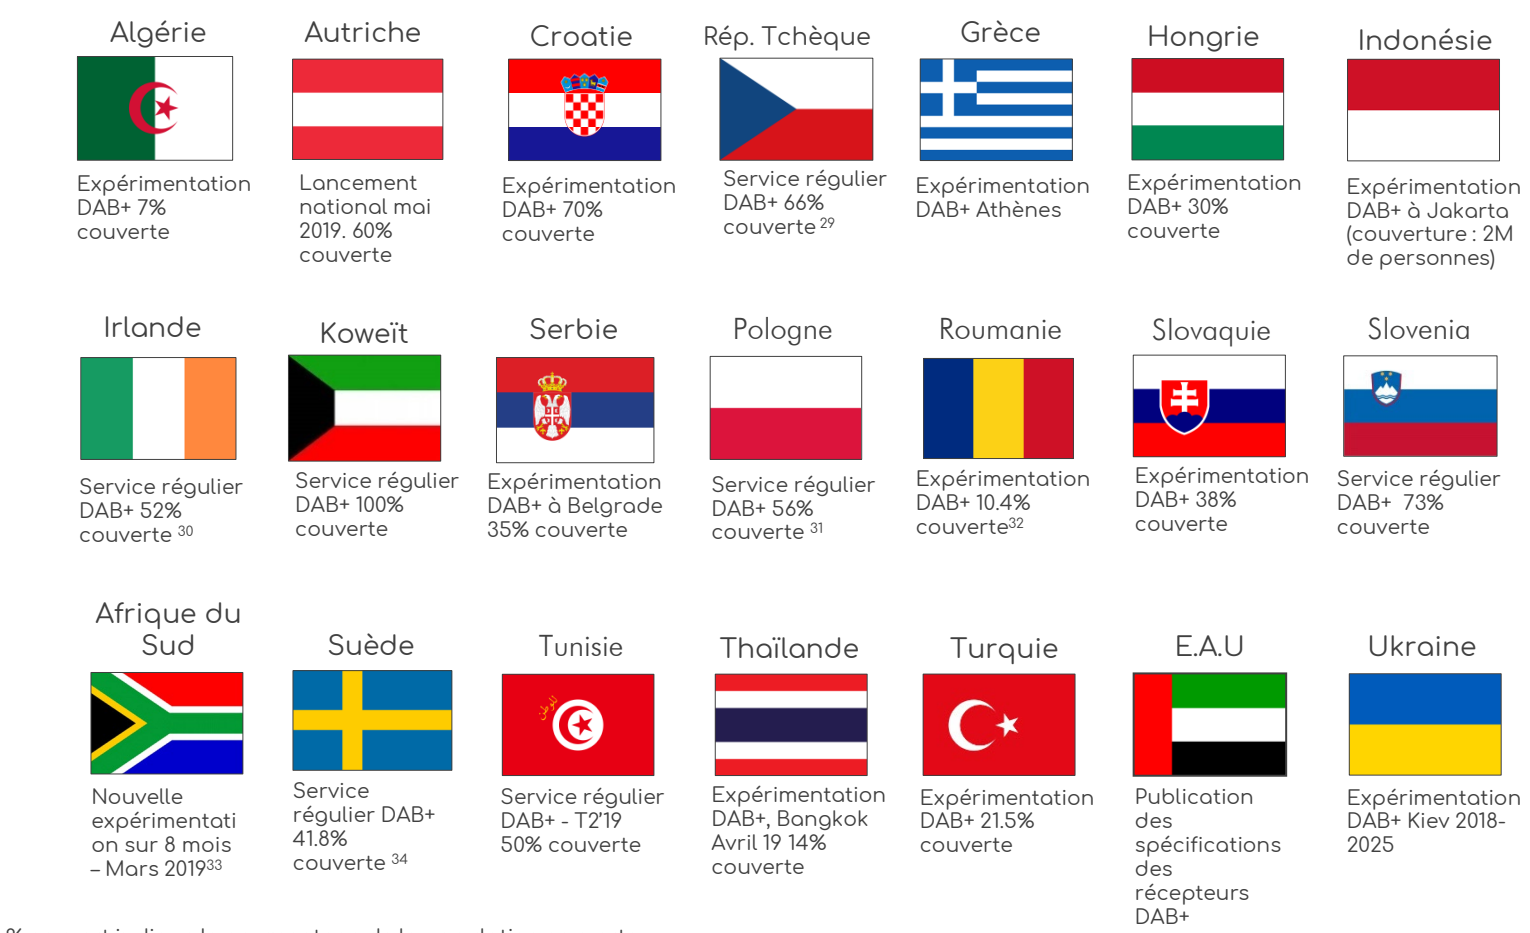 Algérie
Expérimentation
DAB+ 7%
couverte
Autriche
Lancement
national mai
2019. 60%
couverte
Croatie
Expérimentation
DAB+ 70%
couverte
Rép. Tchèque
Service régulier
DAB+ 66%
couverte 29
Grèce
Expérimentation
DAB+ Athènes
Hongrie
Expérimentation
DAB+ 30%
couverte
Indonésie
Expérimentation
DAB+ à Jakarta
(couverture : 2M
de personnes)
Irlande
Service régulier
DAB+ 52%
couverte 30
Koweït
Service régulier
DAB+ 100%
couverte
Serbie
Expérimentation
DAB+ à Belgrade
35% couverte
Pologne
Service régulier
DAB+ 56%
couverte 31
Roumanie
Expérimentation
DAB+ 10.4%
couverte32
Slovaquie
Expérimentation
DAB+ 38%
couverte
Slovenia
Service régulier
DAB+ 73%
couverte
Afrique du
Sud
Nouvelle
expérimentati
on sur 8 mois
– Mars 201933
Suède
Service
régulier DAB+
41.8%
couverte 34
Tunisie
للوطن
Service régulier
DAB+ - T2'19
50% couverte
Thaïlande
Expérimentation
DAB+, Bangkok
Avril 19 14%
couverte
Turquie
Expérimentation
DAB+ 21.5%
couverte
E.A.U
Publication
des
spécifications
des
récepteurs
DAB+
Ukraine
Expérimentation
DAB+ Kiev 2018-
2025